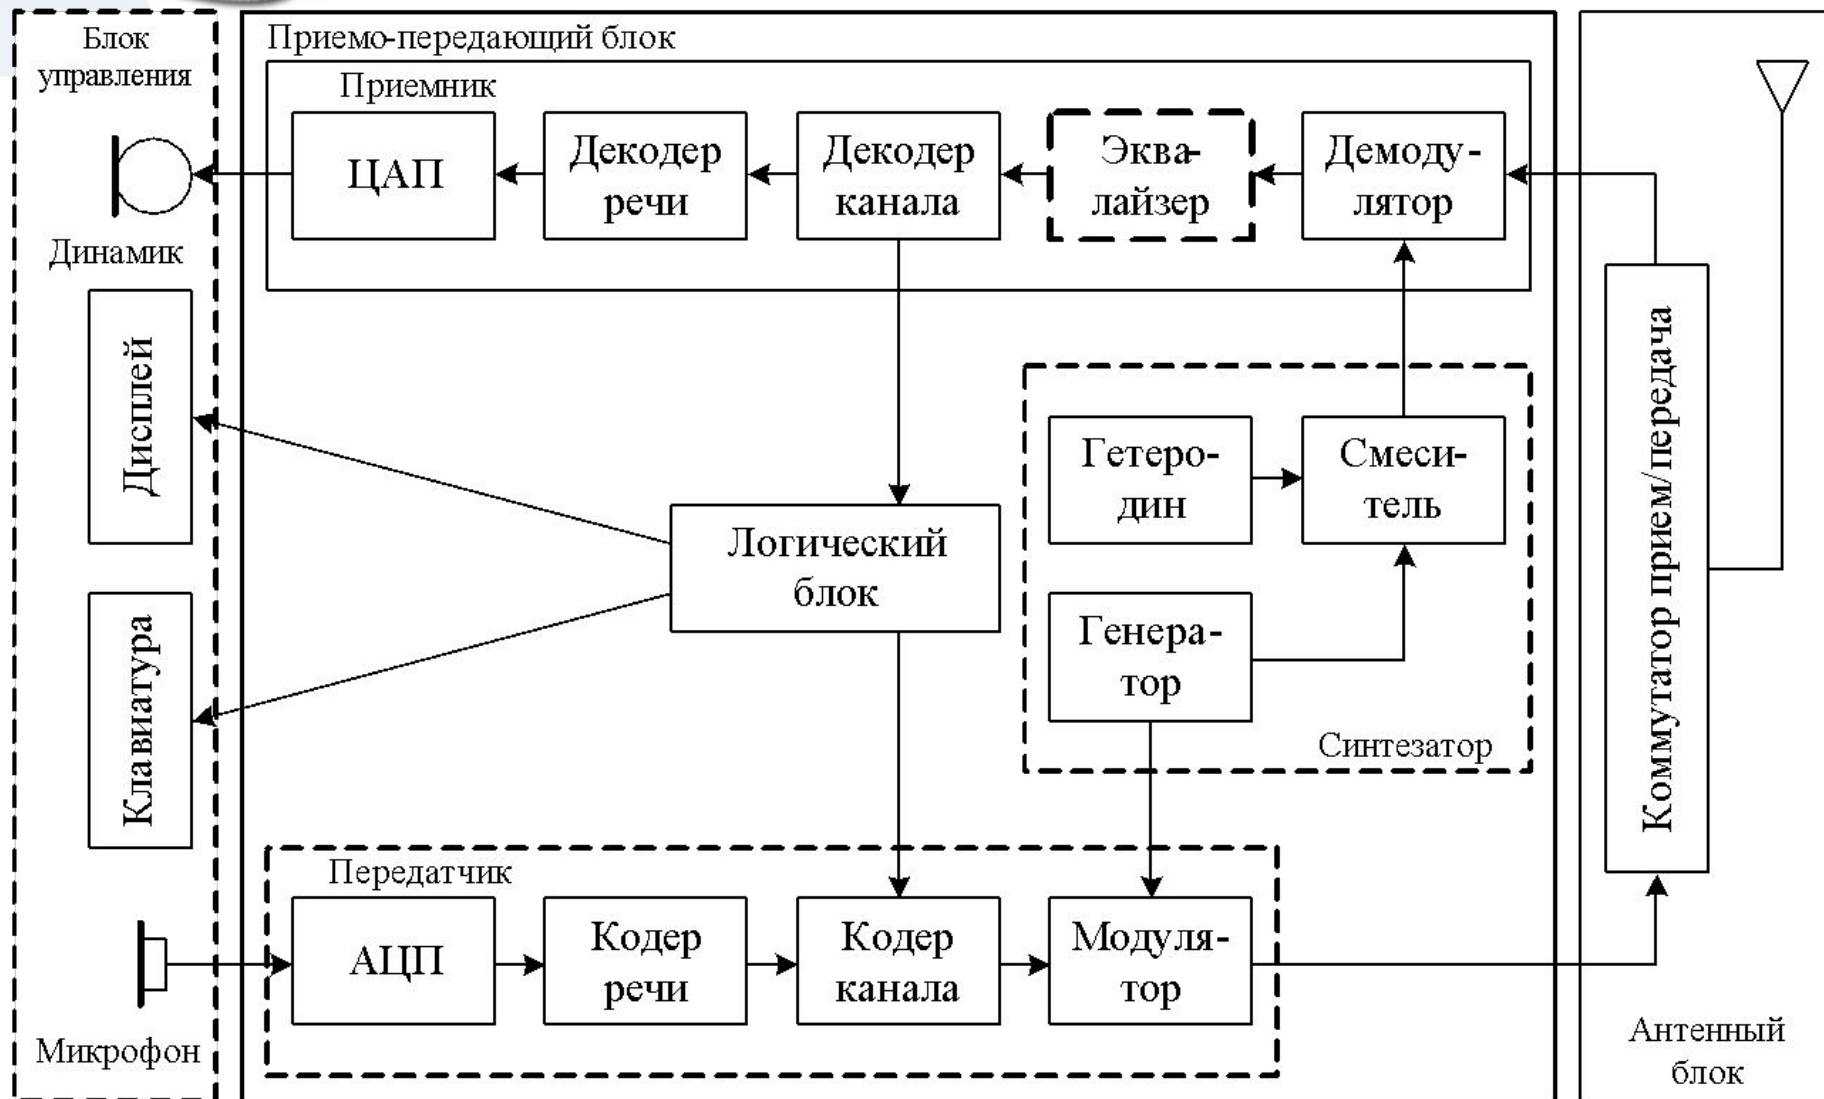 Блок
управления
Приемо-передающий блок
Приемник
ЦАП
Декодер
речи
Декодер
канала
Эква-
лайзер
Демоду-
лятор
Динамик
Дисплей
Гетеро-
дин
Смеси-
тель
Логический
блок
Генера-
тор
Синтезатор
Клавиатура
Коммутатор прием/передача
Передатчик
АЦП
Кодер
речи
Кодер
канала
Модуля-
тор
Микрофон
Антенный
блок